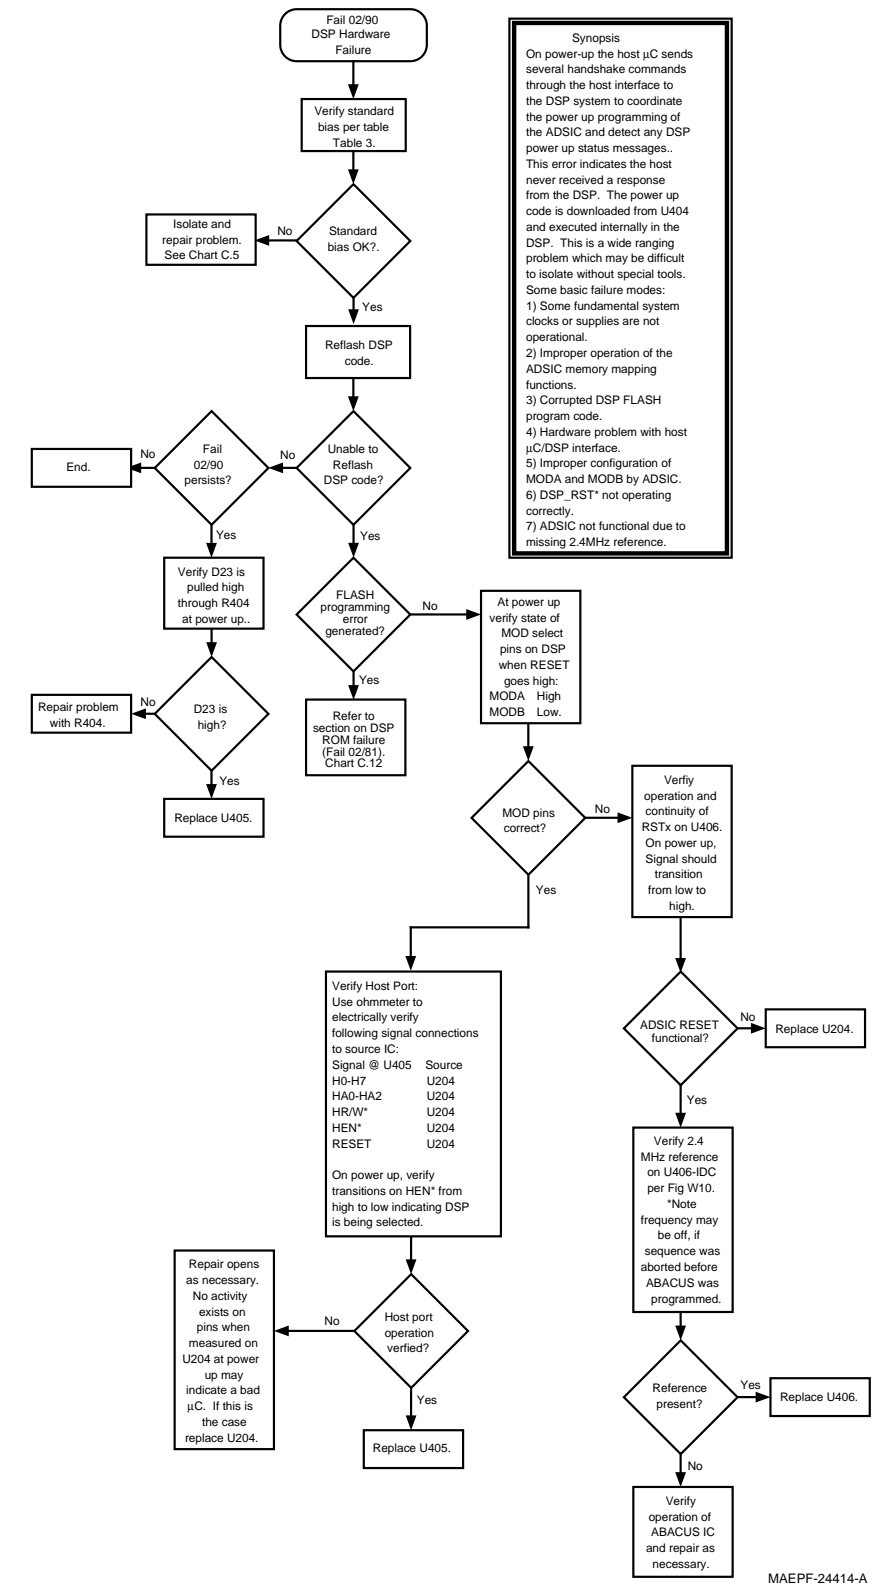 Fail 02/90
DSP Hardware
Failure
Verify standard
bias per table
Table 3.
Standard
bias OK?.
No
Isolate and
repair problem.
See Chart C.5
Yes
Reflash DSP
code.
Unable to
Reflash
DSP code?
No
Fail
02/90
persists?
No
End.
Yes
Verify D23 is
pulled high
through R404
at power up..
D23 is
high?
No
Repair problem
with R404.
Yes
Replace U405.
Yes
FLASH
programming
error
generated?
Yes
Refer to
section on DSP
ROM failure
(Fail 02/81).
Chart C.12
No
At power up
verify state of
MOD select
pins on DSP
when RESET
goes high:
MODA High
MODB Low.
MOD pins
correct?
No
Verfiy
operation and
continuity of
RSTx on U406.
On power up,
Signal should
transition
from low to
high.
ADSIC RESET
functional?
No
Replace U204.
Yes
Verify 2.4
MHz reference
on U406-IDC
per Fig W10.
*Note
frequency may
be off, if
sequence was
aborted before
ABACUS was
programmed.
Reference
present?
Yes
Replace U406.
No
Verify
operation of
ABACUS IC
and repair as
necessary.
Yes
Verify Host Port:
Use ohmmeter to
electrically verify
following signal connections
to source IC:
Signal @ U405 Source
H0-H7 U204
HA0-HA2 U204
HR/W* U204
HEN* U204
RESET U204
On power up, verify
transitions on HEN* from
high to low indicating DSP
is being selected.
Host port
operation
verfied?
No
Repair opens
as necessary.
No activity
exists on
pins when
measured on
U204 at power
up may
indicate a bad
µC. If this is
the case
replace U204.
Yes
Replace U405.
Synopsis
On power-up the host µC sends
several handshake commands
through the host interface to
the DSP system to coordinate
the power up programming of
the ADSIC and detect any DSP
power up status messages..
This error indicates the host
never received a response
from the DSP. The power up
code is downloaded from U404
and executed internally in the
DSP. This is a wide ranging
problem which may be difficult
to isolate without special tools.
Some basic failure modes:
1) Some fundamental system
clocks or supplies are not
operational.
2) Improper operation of the
ADSIC memory mapping
functions.
3) Corrupted DSP FLASH
program code.
4) Hardware problem with host
µC/DSP interface.
5) Improper configuration of
MODA and MODB by ADSIC.
6) DSP_RST* not operating
correctly.
7) ADSIC not functional due to
missing 2.4MHz reference.
MAEPF-24414-A